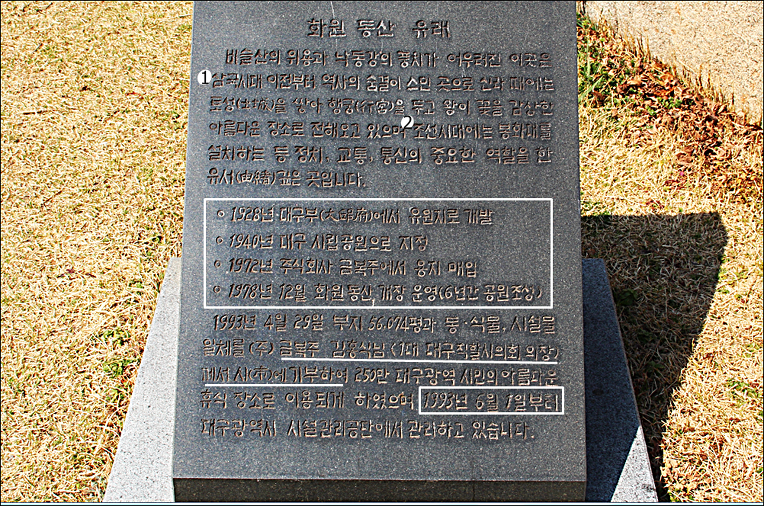 화원 동산 유래
비슬산의 위용과 낙동강의 풍치가 어우러진 이곳은
1 삼국시대 이전부터 역사의 숨결이 스민 곳으로 신라 때에는
토성(土城)을 쌓아 행궁(行宮)을 두고 왕이 꽃을 감상한
2
아름다운 장소로 전해오고 있으며 조선시대에는 봉화대를
설치하는 등 정치, 교통, 통신의 중요한 역할을 한
유서(由緖)깊은 곳입니다.
◦ 1928년 대구부(大邱府)에서 유원지로 개발
◦ 1940년 대구 시립공원으로 지정
◦ 1972년 주식회사 금복주에서 용지 매입
◦ 1978년 12월 화원 동산 개장 운영(6년간 공원조성)
1993년 4월 29일 부지 56.074평과 동·식물, 시설물
일체를 (주) 금복주 김홍식님 (1대 대구직할시의회 의장)
께서 시(市)에 기부하여 250만 대구광역 시민의 아름다운
휴식 장소로 이용되게 하였으며 1993년 6월 1일부터
대구광역시 시설관리공단에서 관리하고 있습니다.